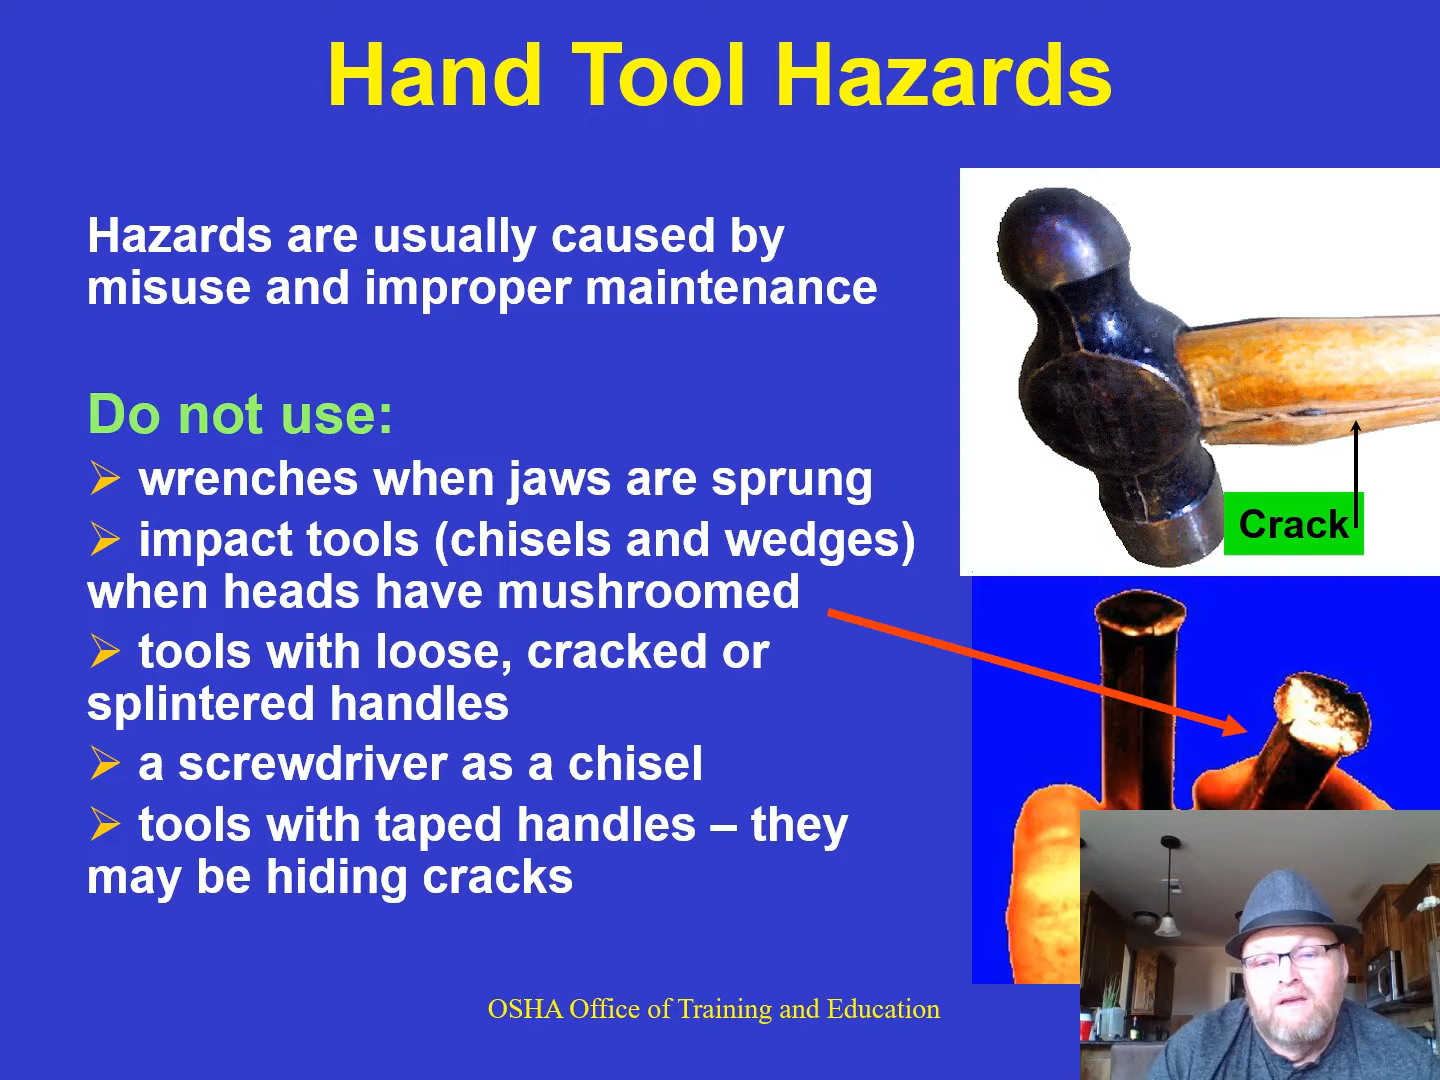 Hand Tool Hazards
Hazards are usually caused by
misuse and improper maintenance
Do not use:
➢ wrenches when jaws are sprung
➢ impact tools (chisels and wedges)
when heads have mushroomed
➢ tools with loose, cracked or
splintered handles
➢ a screwdriver as a chisel
➢ tools with taped handles – they
may be hiding cracks
Crack
OSHA Office of Training and Education